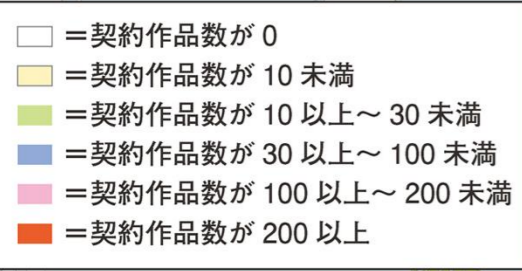 =契約作品数が 0
=契約作品数が 10 未満
=契約作品数が 10 以上~ 30 未満
=契約作品数が 30 以上~ 100 未満
=契約作品数が 100 以上~ 200 未満
=契約作品数が 200 以上